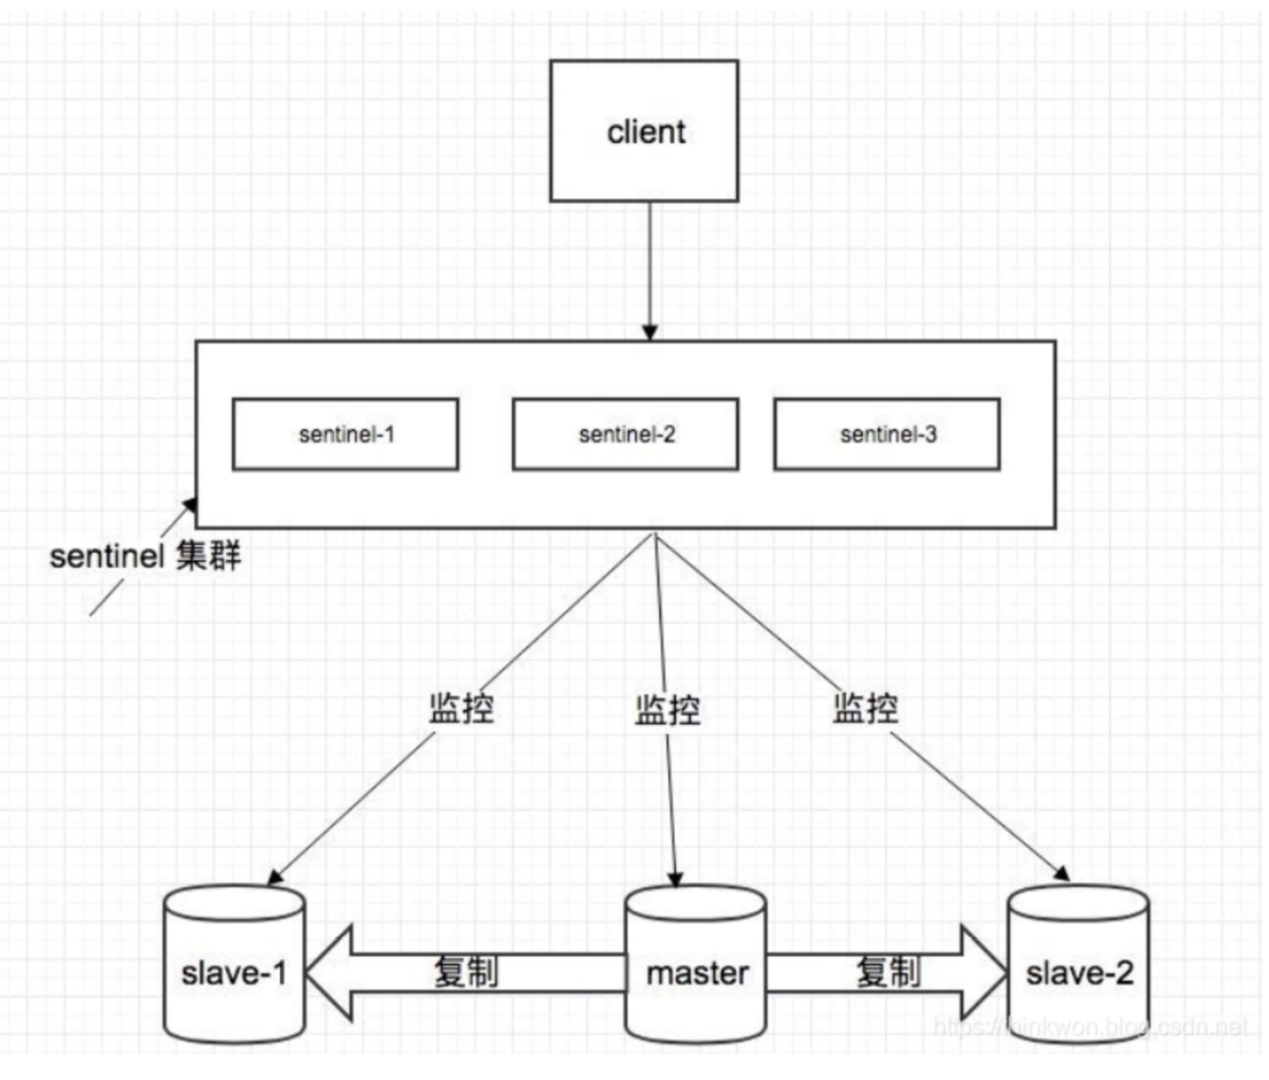 client
sentinel-1
sentinel-2
sentinel-3
sentinel 集群
监控
监控
监控
slave-1
复制
master
复制
slave-2
https://thinkwon.blog.csdn.net